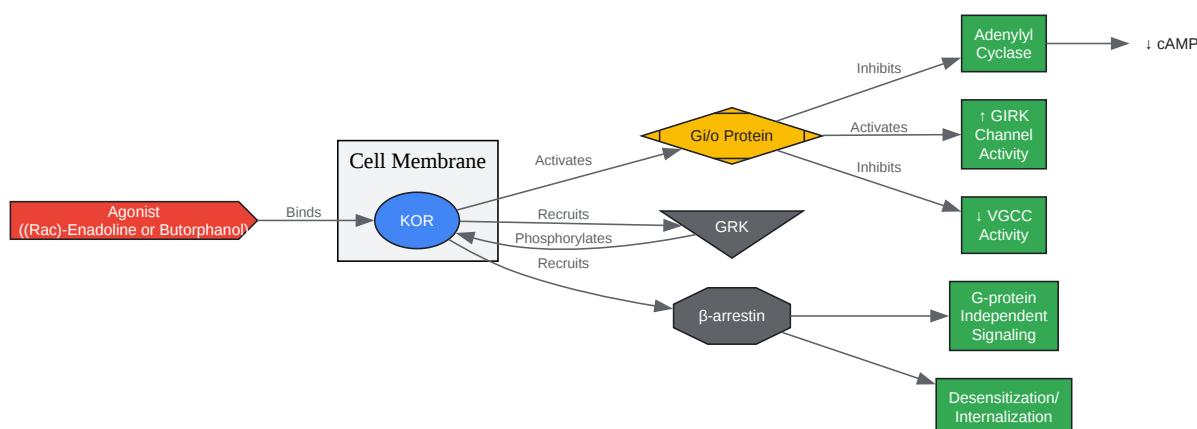 Adenylyl
Cyclase
↓ cAMP
Inhibits
Gi/o Protein
Activates
↑ GIRK
Channel
Activity
Cell Membrane
Activates
Inhibits
Agonist
((Rac)-Enadoline or Butorphanol)
Binds
KOR
Recruits
GRK
↓ VGCC
Activity
Phosphorylates
Recruits
β-arrestin
G-protein
Independent
Signaling
Desensitization/
Internalization